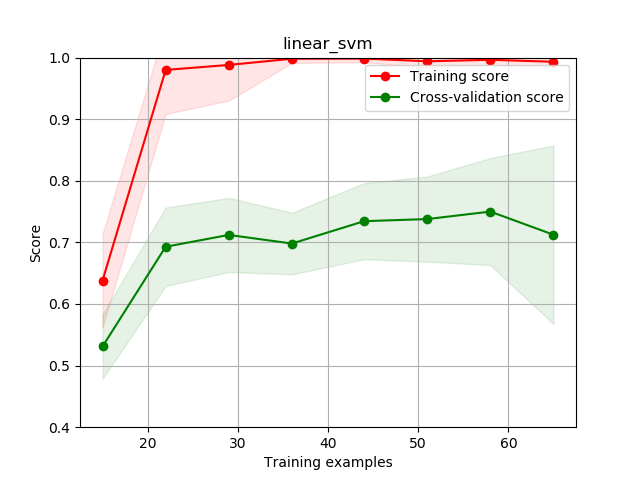 linear_svm
1.0
0.9
0.8
0.7
0.6
0.5
0.4
Score
Training score
Cross-validation score
20 30 40 50 60
Training examples